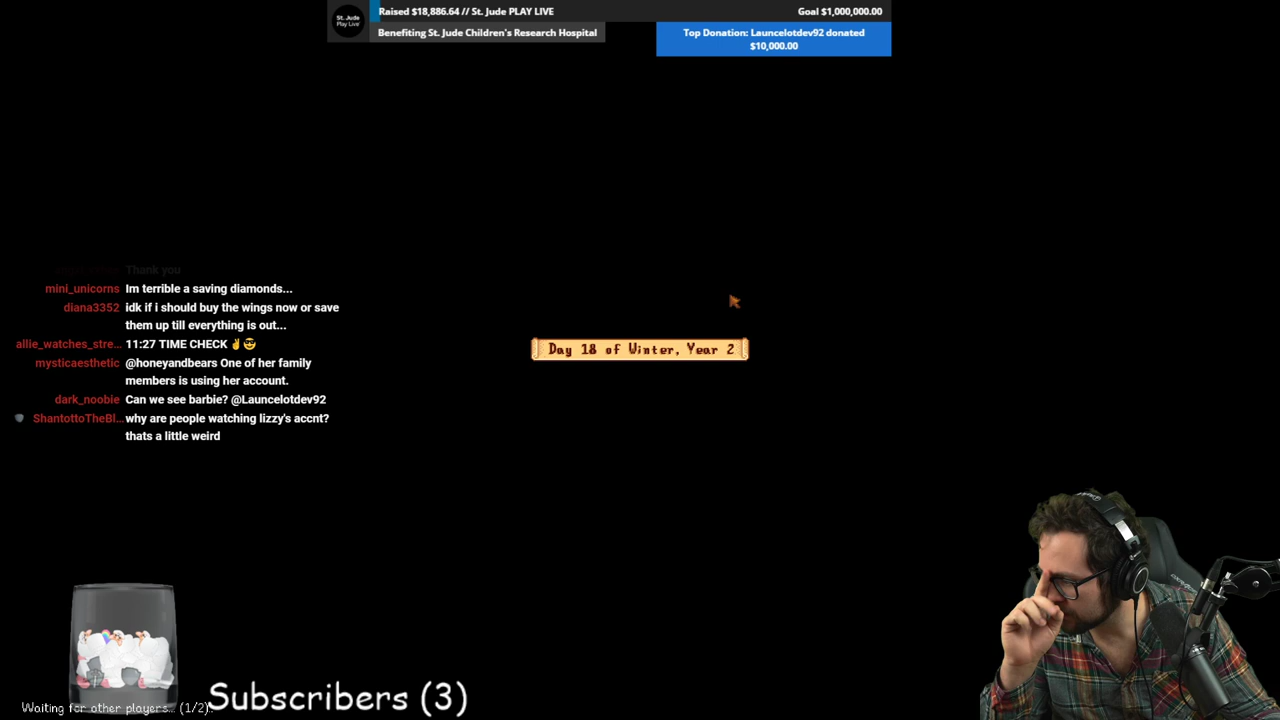 St. Jude
Play Live
Raised $18,886.64 // St. Jude PLAY LIVE
Goal $1,000,000.00
Benefiting St. Jude Children's Research Hospital
Top Donation: Launcelotdev92 donated
$10,000.00
Thank you
mini_unicorns Im terrible a saving diamonds...
diana3352 idk if i should buy the wings now or save
them up till everything is out...
allie_watches_stre... 11:27 TIME CHECK ✌😎
mysticaesthetic @honeyandbears One of her family
members is using her account.
dark_noobie Can we see barbie? @Launcelotdev92
ShantottoTheBl... why are people watching lizzy's accnt?
thats a little weird
Day 18 of Winter, Year 2
Subscribers (3)
Waiting for other players... (1/2)